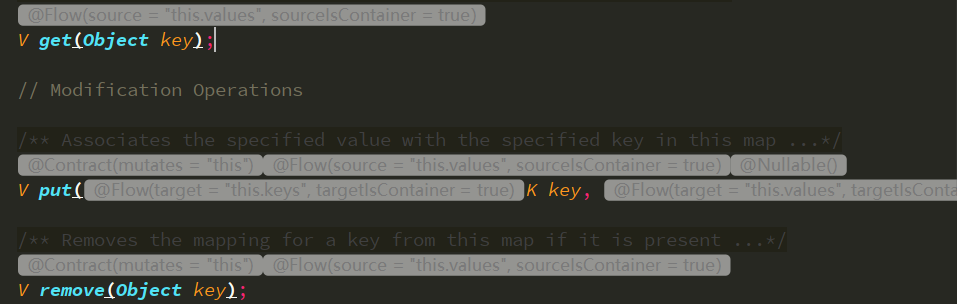 @Flow(source = "this.values", sourceIsContainer = true)
V get(Object key);
// Modification Operations
/** Associates the specified value with the specified key in this map ...*/
@Contract(mutates = "this") @Flow(source = "this.values", sourceIsContainer = true) @Nullable()
V put( @Flow(target = "this.keys", targetIsContainer = true) K key, @Flow(target = "this.values", targetIsConta
/** Removes the mapping for a key from this map if it is present ...*/
@Contract(mutates = "this") @Flow(source = "this.values", sourceIsContainer = true)
V remove(Object key);